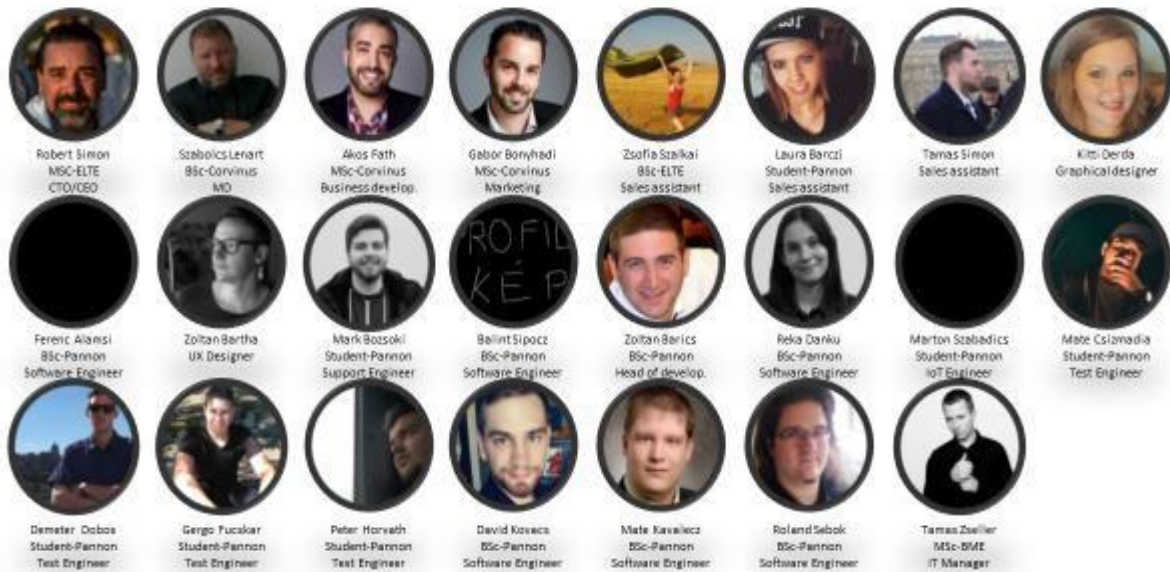 Robert Simon
MSC-ELTE
CTO/CEO
Szabolcs Lenart
BSc-Corvinus
MD
Akos Fath
MSc-Corvinus
Business develop.
Gabor Bonyhadi
MSc-Corvinus
Marketing
Zsofia Szalkai
BSc-ELTE
Sales assistant
Laura Barczi
Student-Pannon
Sales assistant
Tamas Simon
Sales assistant
Kitti Derda
Graphical designer
Ferenc Alamsi
BSc-Pannon
Software Engineer
Zoltan Bartha
UX Designer
Mark Bozsoki
Student-Pannon
Support Engineer
ROFIL
KÉP
Balint Sipocz
BSc-Pannon
Software Engineer
Zoltan Barics
BSc-Pannon
Head of develop.
Reka Danku
BSc-Pannon
Software Engineer
Marton Szabadics
Student-Pannon
IoT Engineer
Mate Csizmadia
Student-Pannon
Test Engineer
Demeter Dobos
Student-Pannon
Test Engineer
Gergo Fucskar
Student-Pannon
Test Engineer
Peter Horvath
Student-Pannon
Test Engineer
David Kovacs
BSc-Pannon
Software Engineer
Mate Kavalecz
BSc-Pannon
Software Engineer
Roland Sebok
BSc-Pannon
Software Engineer
Tamas Zseller
MSc-BME
IT Manager